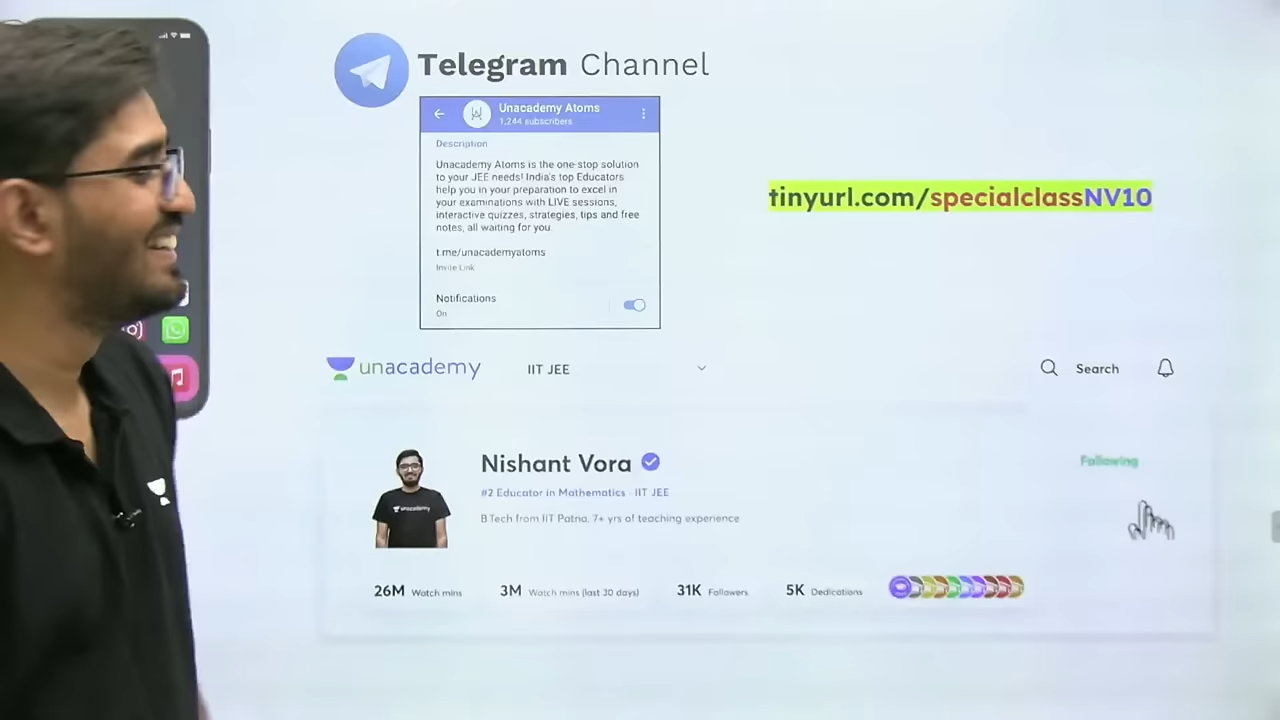 Telegram Channel
Unacademy Atoms
1,244 subscribers
Description
Unacademy Atoms is the one-stop solution
to your JEE needs! India's top Educators
help you in your preparation to excel in
your examinations with LIVE sessions,
interactive quizzes, strategies, tips and free
notes, all waiting for you.
t.me/unacademyatoms
Invite Link
Notifications
On
tinyurl.com/specialclassNV10
unacademy
IIT JEE
Search
Nishant Vora
Following
#2 Educator in Mathematics · IIT JEE
B.Tech from IIT Patna, 7+ yrs of teaching experience
unacademy
26M Watch mins
3M Watch mins (last 30 days)
31K Followers
5K Dedications